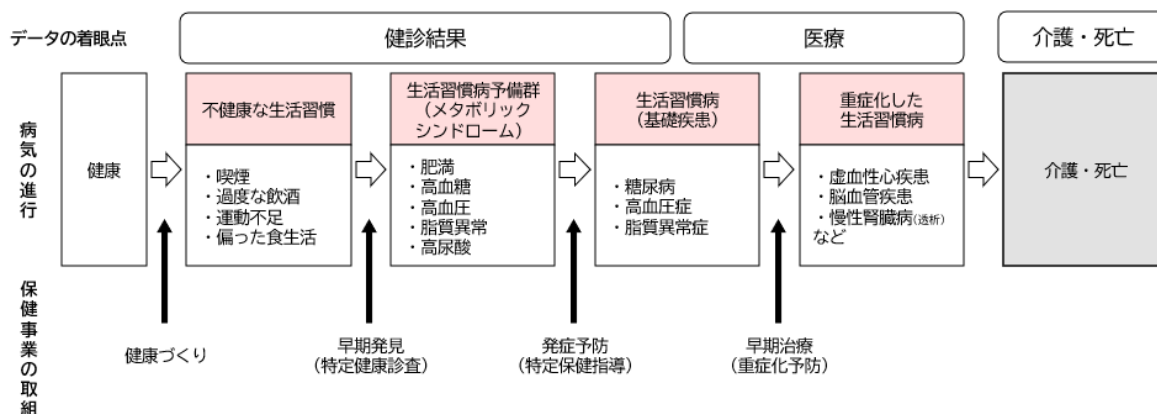 データの着眼点
健診結果
医療
介護・死亡
病気の進行
健康
不健康な生活習慣
・喫煙
・過度な飲酒
・運動不足
・偏った食生活
生活習慣病予備群
（メタボリック
シンドローム）
・肥満
・高血糖
・高血圧
・脂質異常
・高尿酸
生活習慣病
（基礎疾患）
・糖尿病
・高血圧症
・脂質異常症
重症化した
生活習慣病
・虚血性心疾患
・脳血管疾患
・慢性腎臓病(透析)
など
介護・死亡
保健事業の取組
健康づくり
早期発見
（特定健康診査）
発症予防
（特定保健指導）
早期治療
（重症化予防）